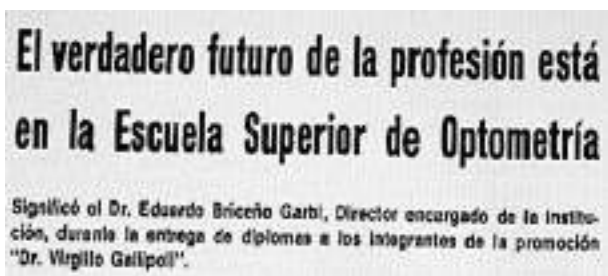 El verdadero futuro de la profesión está
en la Escuela Superior de Optometría
Significó el Dr. Eduardo Briceño Garbi, Director encargado de la Institu-
ción, durante la entrega de diplomas a los integrantes de la promoción
"Dr. Virgilio Gallipoli".